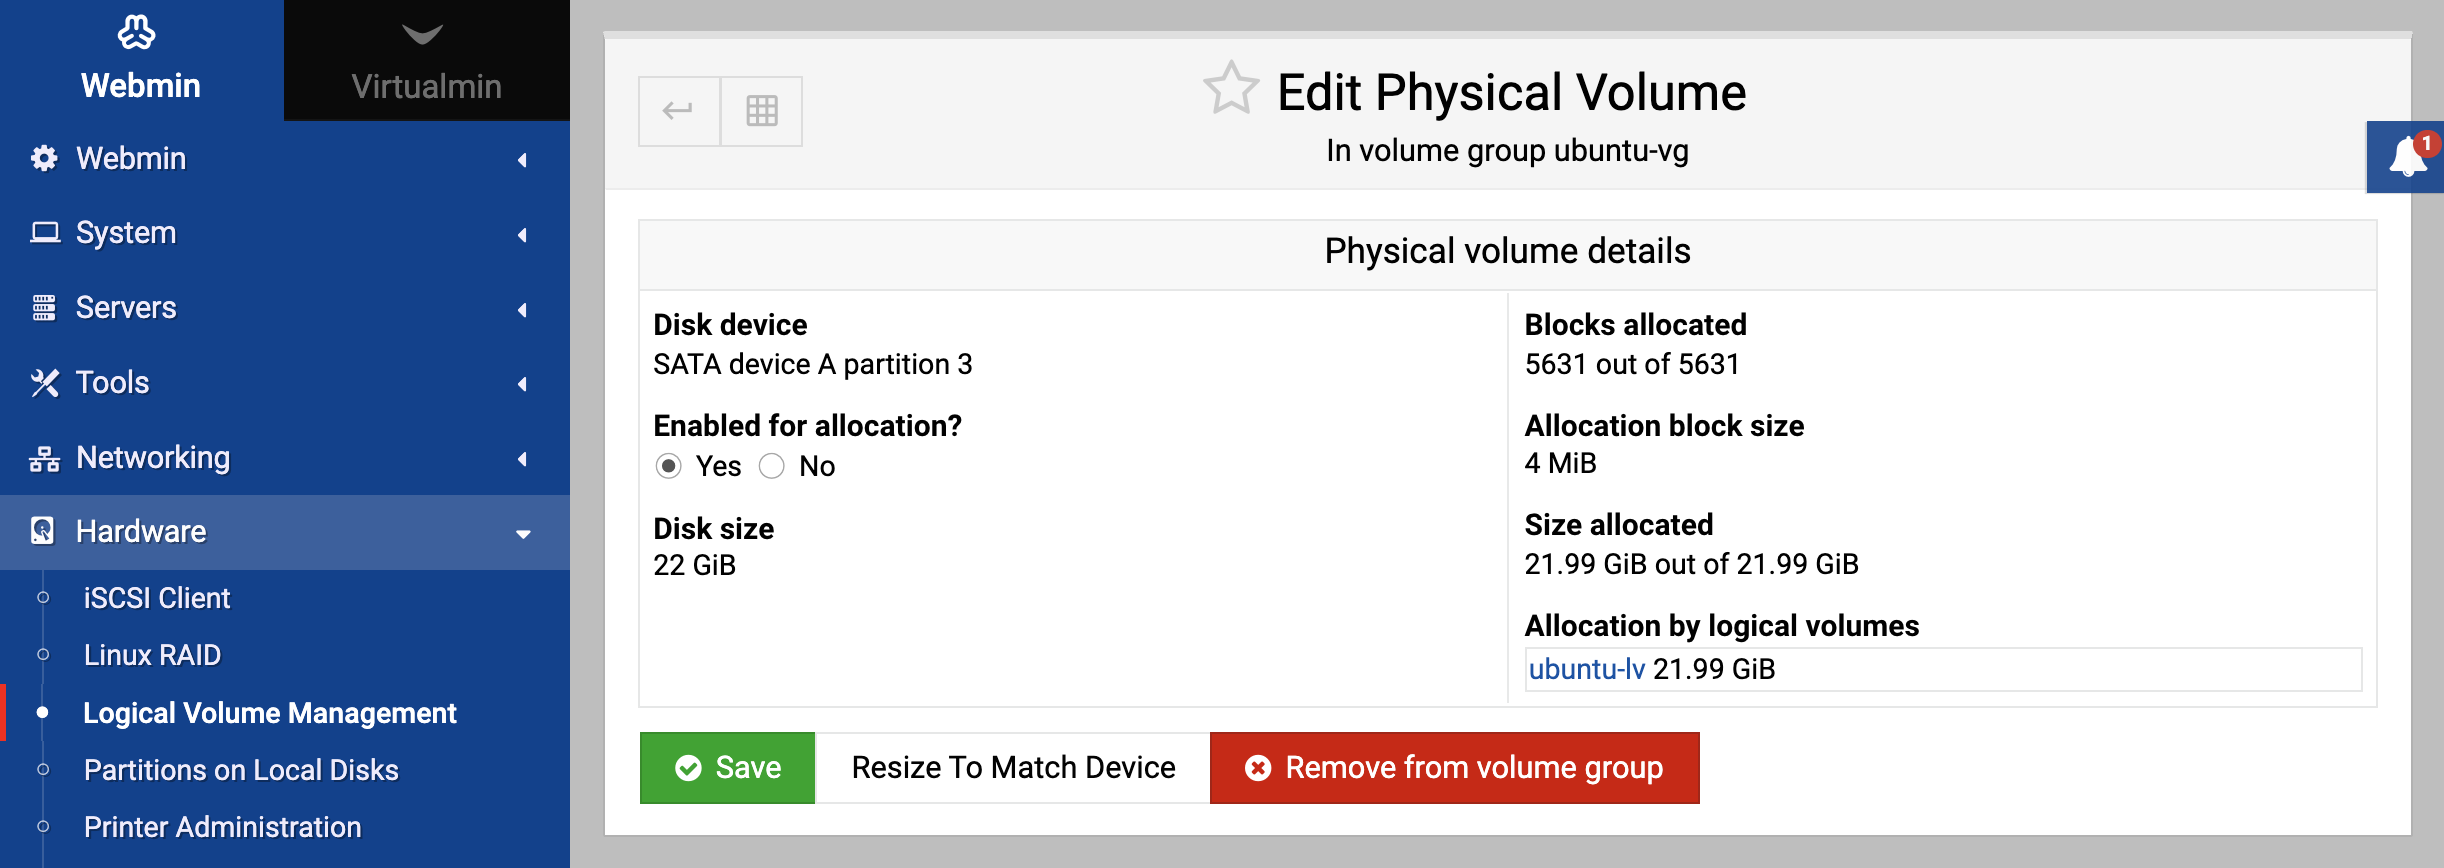 Webmin
Virtualmin
Webmin
System
Servers
Tools
Networking
Hardware
iSCSI Client
Linux RAID
Logical Volume Management
Partitions on Local Disks
Printer Administration
Edit Physical Volume
In volume group ubuntu-vg
1
Physical volume details
Disk device
SATA device A partition 3
Enabled for allocation?
Yes No
Disk size
22 GiB
Blocks allocated
5631 out of 5631
Allocation block size
4 MiB
Size allocated
21.99 GiB out of 21.99 GiB
Allocation by logical volumes
ubuntu-lv 21.99 GiB
Save
Resize To Match Device
Remove from volume group